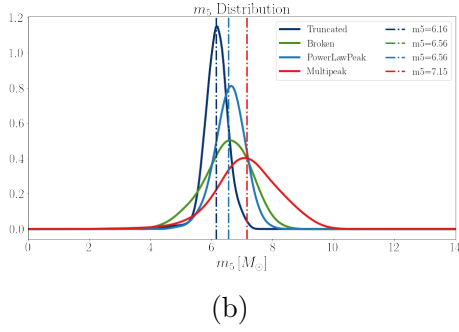 m₅ Distribution
1.2
1.0
0.8
0.6
0.4
0.2
0.0
Truncated
Broken
PowerLawPeak
Multipeak
m5=6.16
m5=6.56
m5=6.56
m5=7.15
0 2 4 6 8 10 12 14
m₅ [M⊙]
(b)